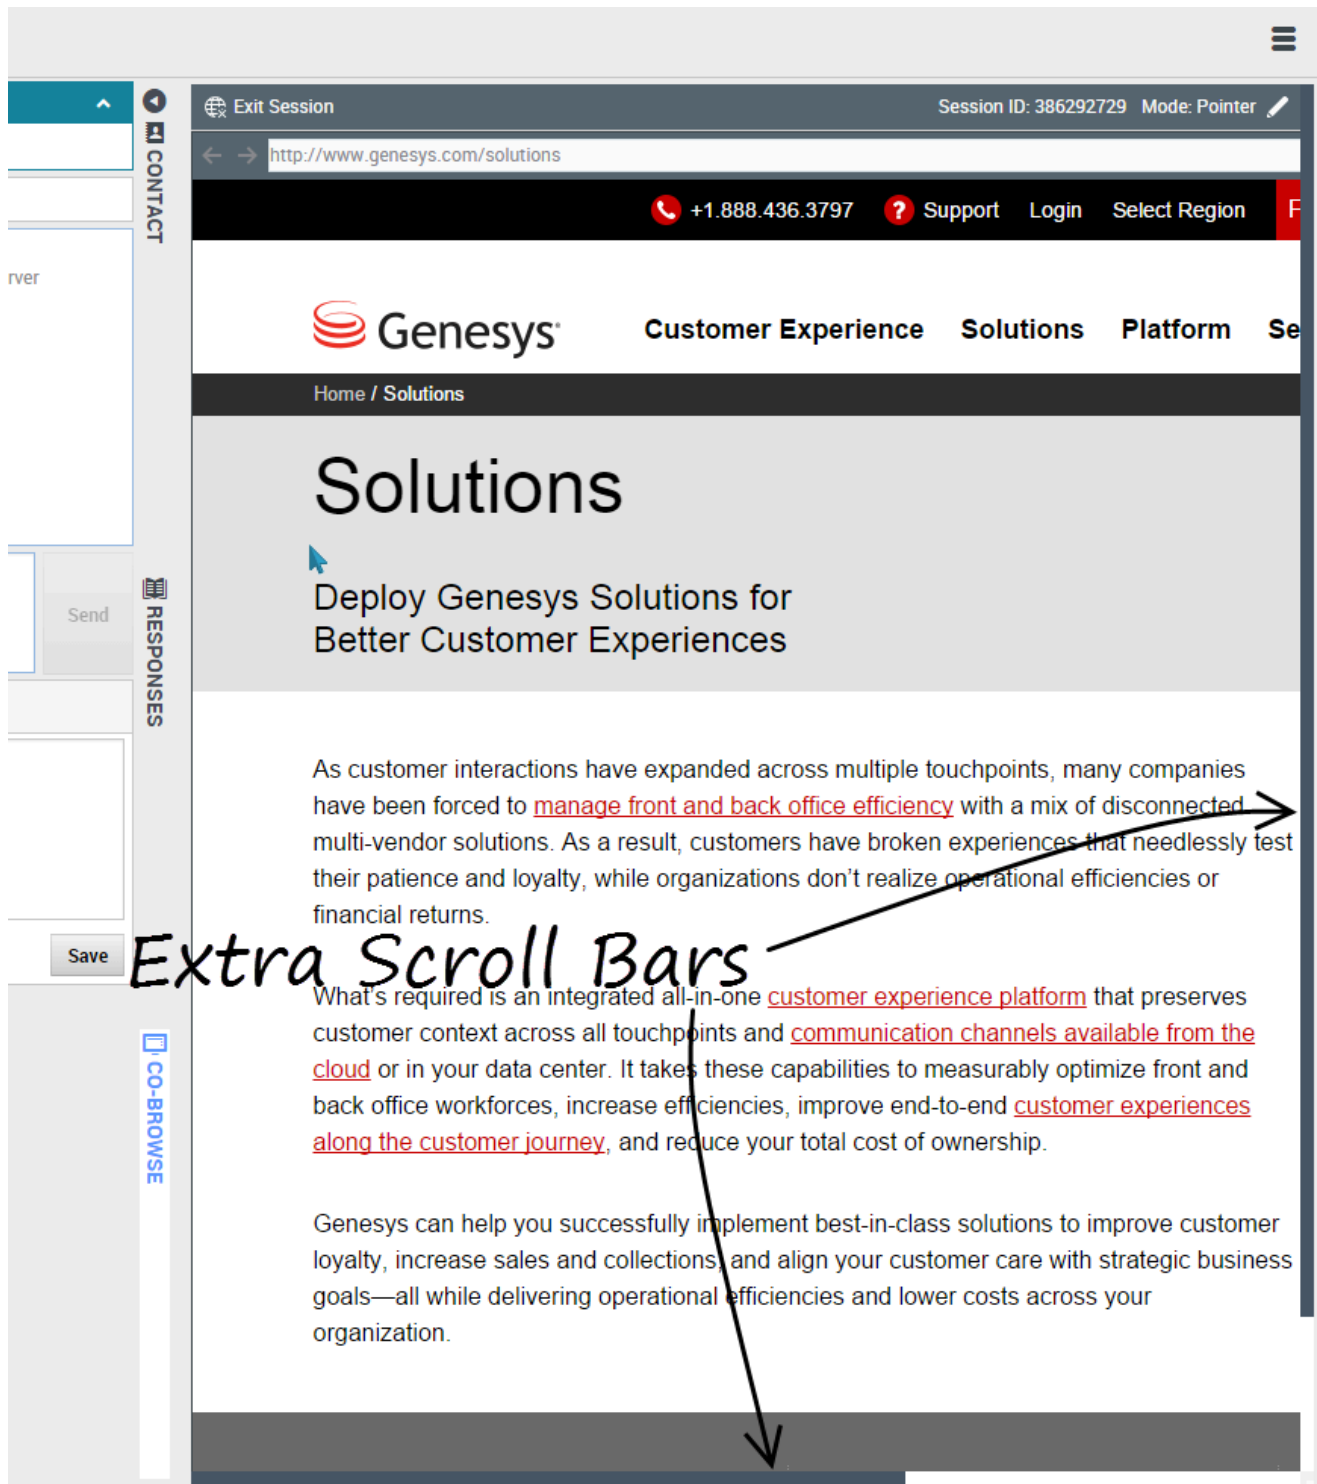 Exit Session
Session ID: 386292729 Mode: Pointer
http://www.genesys.com/solutions
CONTACT
+1.888.436.3797 ? Support Login Select Region F
rver
Genesys Customer Experience Solutions Platform Se
Home / Solutions
Solutions
Deploy Genesys Solutions for
Better Customer Experiences
Send
RESPONSES
As customer interactions have expanded across multiple touchpoints, many companies
have been forced to manage front and back office efficiency with a mix of disconnected
multi-vendor solutions. As a result, customers have broken experiences that needlessly test
their patience and loyalty, while organizations don't realize operational efficiencies or
financial returns.
Save
Extra Scroll Bars
What's required is an integrated all-in-one customer experience platform that preserves
customer context across all touchpoints and communication channels available from the
cloud or in your data center. It takes these capabilities to measurably optimize front and
back office workforces, increase efficiencies, improve end-to-end customer experiences
along the customer journey, and reduce your total cost of ownership.
CO-BROWSE
Genesys can help you successfully implement best-in-class solutions to improve customer
loyalty, increase sales and collections, and align your customer care with strategic business
goals—all while delivering operational efficiencies and lower costs across your
organization.